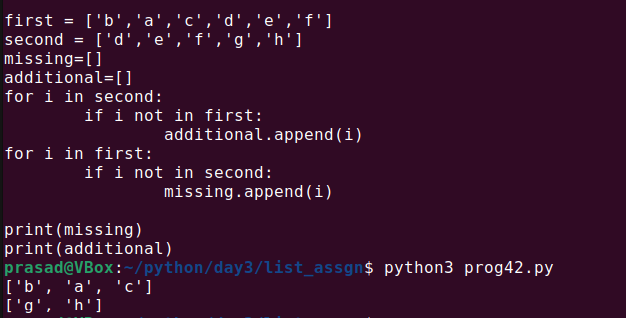 first = ['b','a','c','d','e','f']
second = ['d','e','f','g','h']
missing=[]
additional=[]
for i in second:
        if i not in first:
                additional.append(i)
for i in first:
        if i not in second:
                missing.append(i)

print(missing)
print(additional)
prasad@VBox:~/python/day3/list_assgn$ python3 prog42.py
['b', 'a', 'c']
['g', 'h']